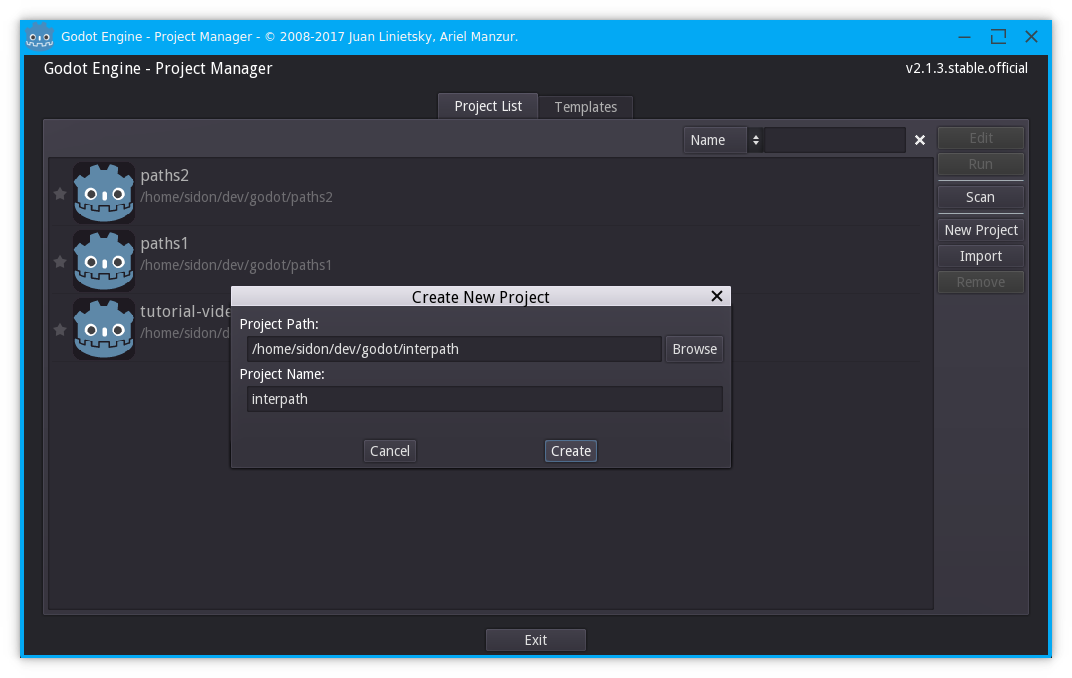 Godot Engine - Project Manager - © 2008-2017 Juan Linietsky, Ariel Manzur.
Godot Engine - Project Manager
v2.1.3.stable.official
Project List
Templates
Name
Edit
Run
Scan
New Project
Import
Remove
paths2
/home/sidon/dev/godot/paths2
paths1
/home/sidon/dev/godot/paths1
tutorial-vide
/home/sidon/d
Create New Project
Project Path:
/home/sidon/dev/godot/interpath
Browse
Project Name:
interpath
Cancel
Create
Exit